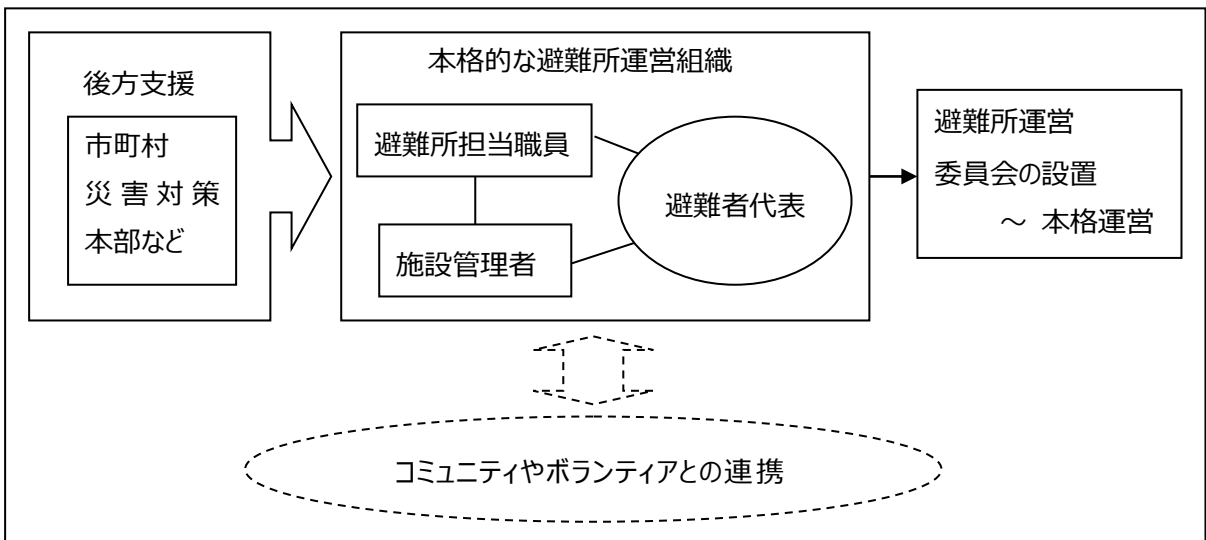 後方支援
市町村
災害対策
本部など
本格的な避難所運営組織
避難所担当職員
施設管理者
避難者代表
避難所運営
委員会の設置
～ 本格運営
コミュニティやボランティアとの連携